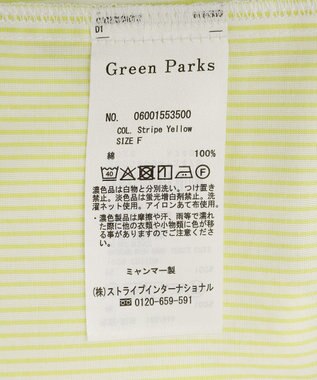 D1
Green Parks
NO. 06001553500
COL. Stripe Yellow
SIZE F
綿 100%
40
濃色品は白物と分別洗い。つけ置き
禁止。淡色品は蛍光増白剤禁止。洗
濯ネット使用。アイロンあて布使用。
・濃色製品は摩擦や汗、雨等で濡れ
た際に他の衣類や小物類に色が移
る事がありますのでご注意下さい。
ミャンマー製
(株)ストライプインターナショナル
0120-659-591